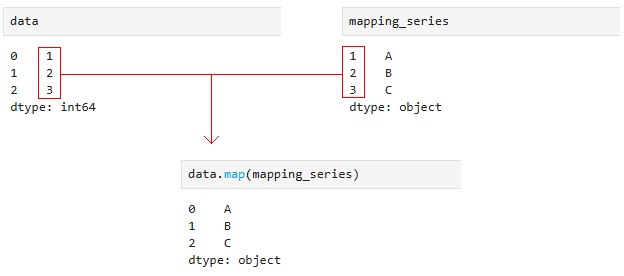 data
0    1
1    2
2    3
dtype: int64
mapping_series
1    A
2    B
3    C
dtype: object
data.map(mapping_series)
0    A
1    B
2    C
dtype: object